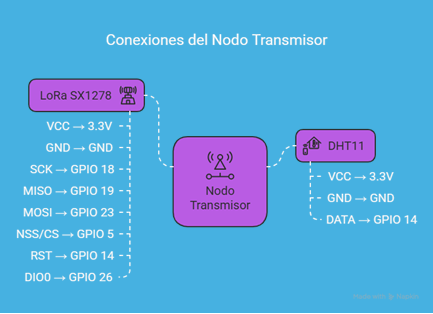 Conexiones del Nodo Transmisor
LoRa SX1278
VCC → 3.3V
GND → GND
SCK → GPIO 18
MISO → GPIO 19
MOSI → GPIO 23
NSS/CS → GPIO 5
RST → GPIO 14
DIO0 → GPIO 26
Nodo
Transmisor
DHT11
VCC → 3.3V
GND → GND
DATA → GPIO 14